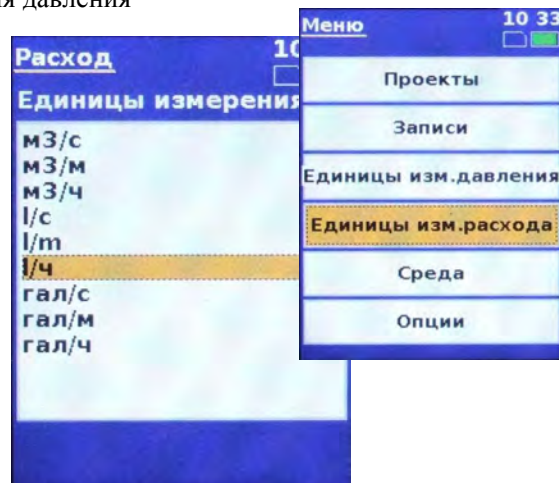 давления
Расход
Единицы измерения
м3/с
м3/м
м3/ч
l/c
l/m
l/ч
гал/с
гал/м
гал/ч
Меню
10 33
Проекты
Записи
Единицы изм.давления
Единицы изм.расхода
Среда
Опции